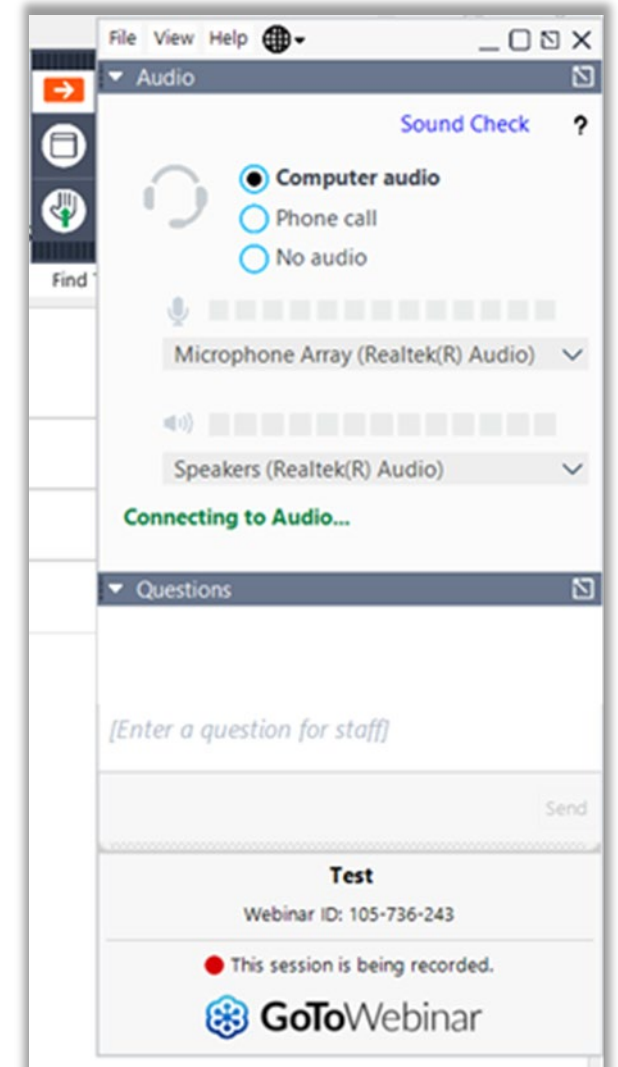 File View Help
Audio
Sound Check ?
Computer audio
Phone call
No audio
Find
Microphone Array (Realtek(R) Audio)
Speakers (Realtek(R) Audio)
Connecting to Audio...
Questions
[Enter a question for staff]
Send
Test
Webinar ID: 105-736-243
This session is being recorded.
GoToWebinar